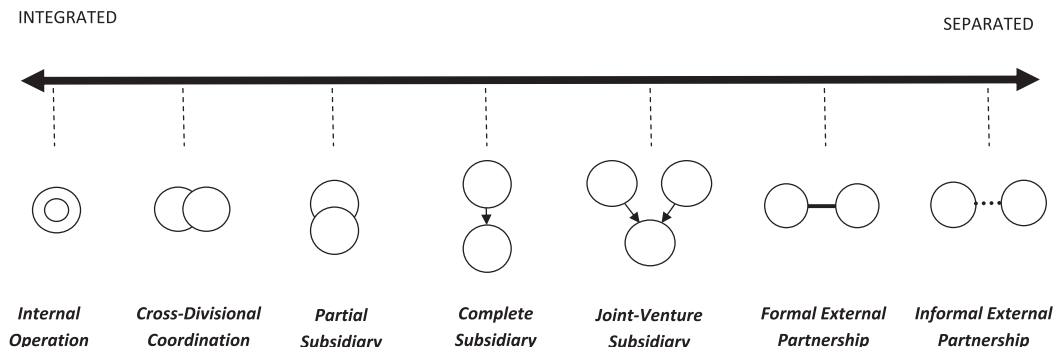 INTEGRATED
SEPARATED
Internal
Operation
Cross-Divisional
Coordination
Partial
Subsidiary
Complete
Subsidiary
Joint-Venture
Subsidiary
Formal External
Partnership
Informal External
Partnership